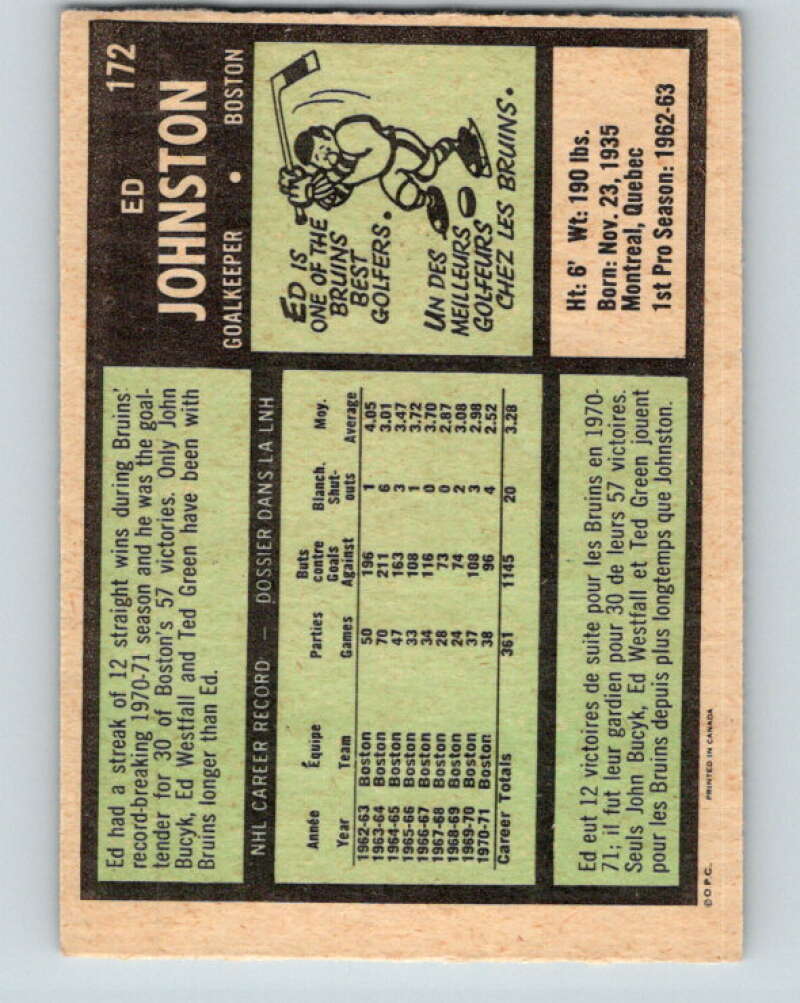 172
ED
JOHNSTON
GOALKEEPER • BOSTON
Ed had a streak of 12 straight wins during Bruins'
record-breaking 1970-71 season and he was the goal-
tender for 30 of Boston's 57 victories. Only John
Bucyk, Ed Westfall and Ted Green have been with
Bruins longer than Ed.
ED IS
ONE OF THE
BRUINS
BEST
GOLFERS.
UN DES
MEILLEURS
GOLFEURS
CHEZ LES BRUINS.
NHL CAREER RECORD — DOSSIER DANS LA LNH
Année Équipe Parties Buts contre Blanch. Moy.
Year Team Games Goals Against Shut-outs Average
1962-63 Boston 50 196 1 4.05
1963-64 Boston 70 211 6 3.01
1964-65 Boston 47 163 3 3.47
1965-66 Boston 33 108 1 3.72
1966-67 Boston 34 116 0 3.70
1967-68 Boston 28 73 0 2.87
1968-69 Boston 24 74 2 3.08
1969-70 Boston 37 108 3 2.98
1970-71 Boston 38 96 4 2.52
Career Totals 361 1145 20 3.28
Ht: 6' Wt: 190 lbs.
Born: Nov. 23, 1935
Montreal, Quebec
1st Pro Season: 1962-63
Ed eut 12 victoires de suite pour les Bruins en 1970-
71; il fut leur gardien pour 30 de leurs 57 victoires.
Seuls John Bucyk, Ed Westfall et Ted Green jouent
pour les Bruins depuis plus longtemps que Johnston.
© O.P.C. PRINTED IN CANADA